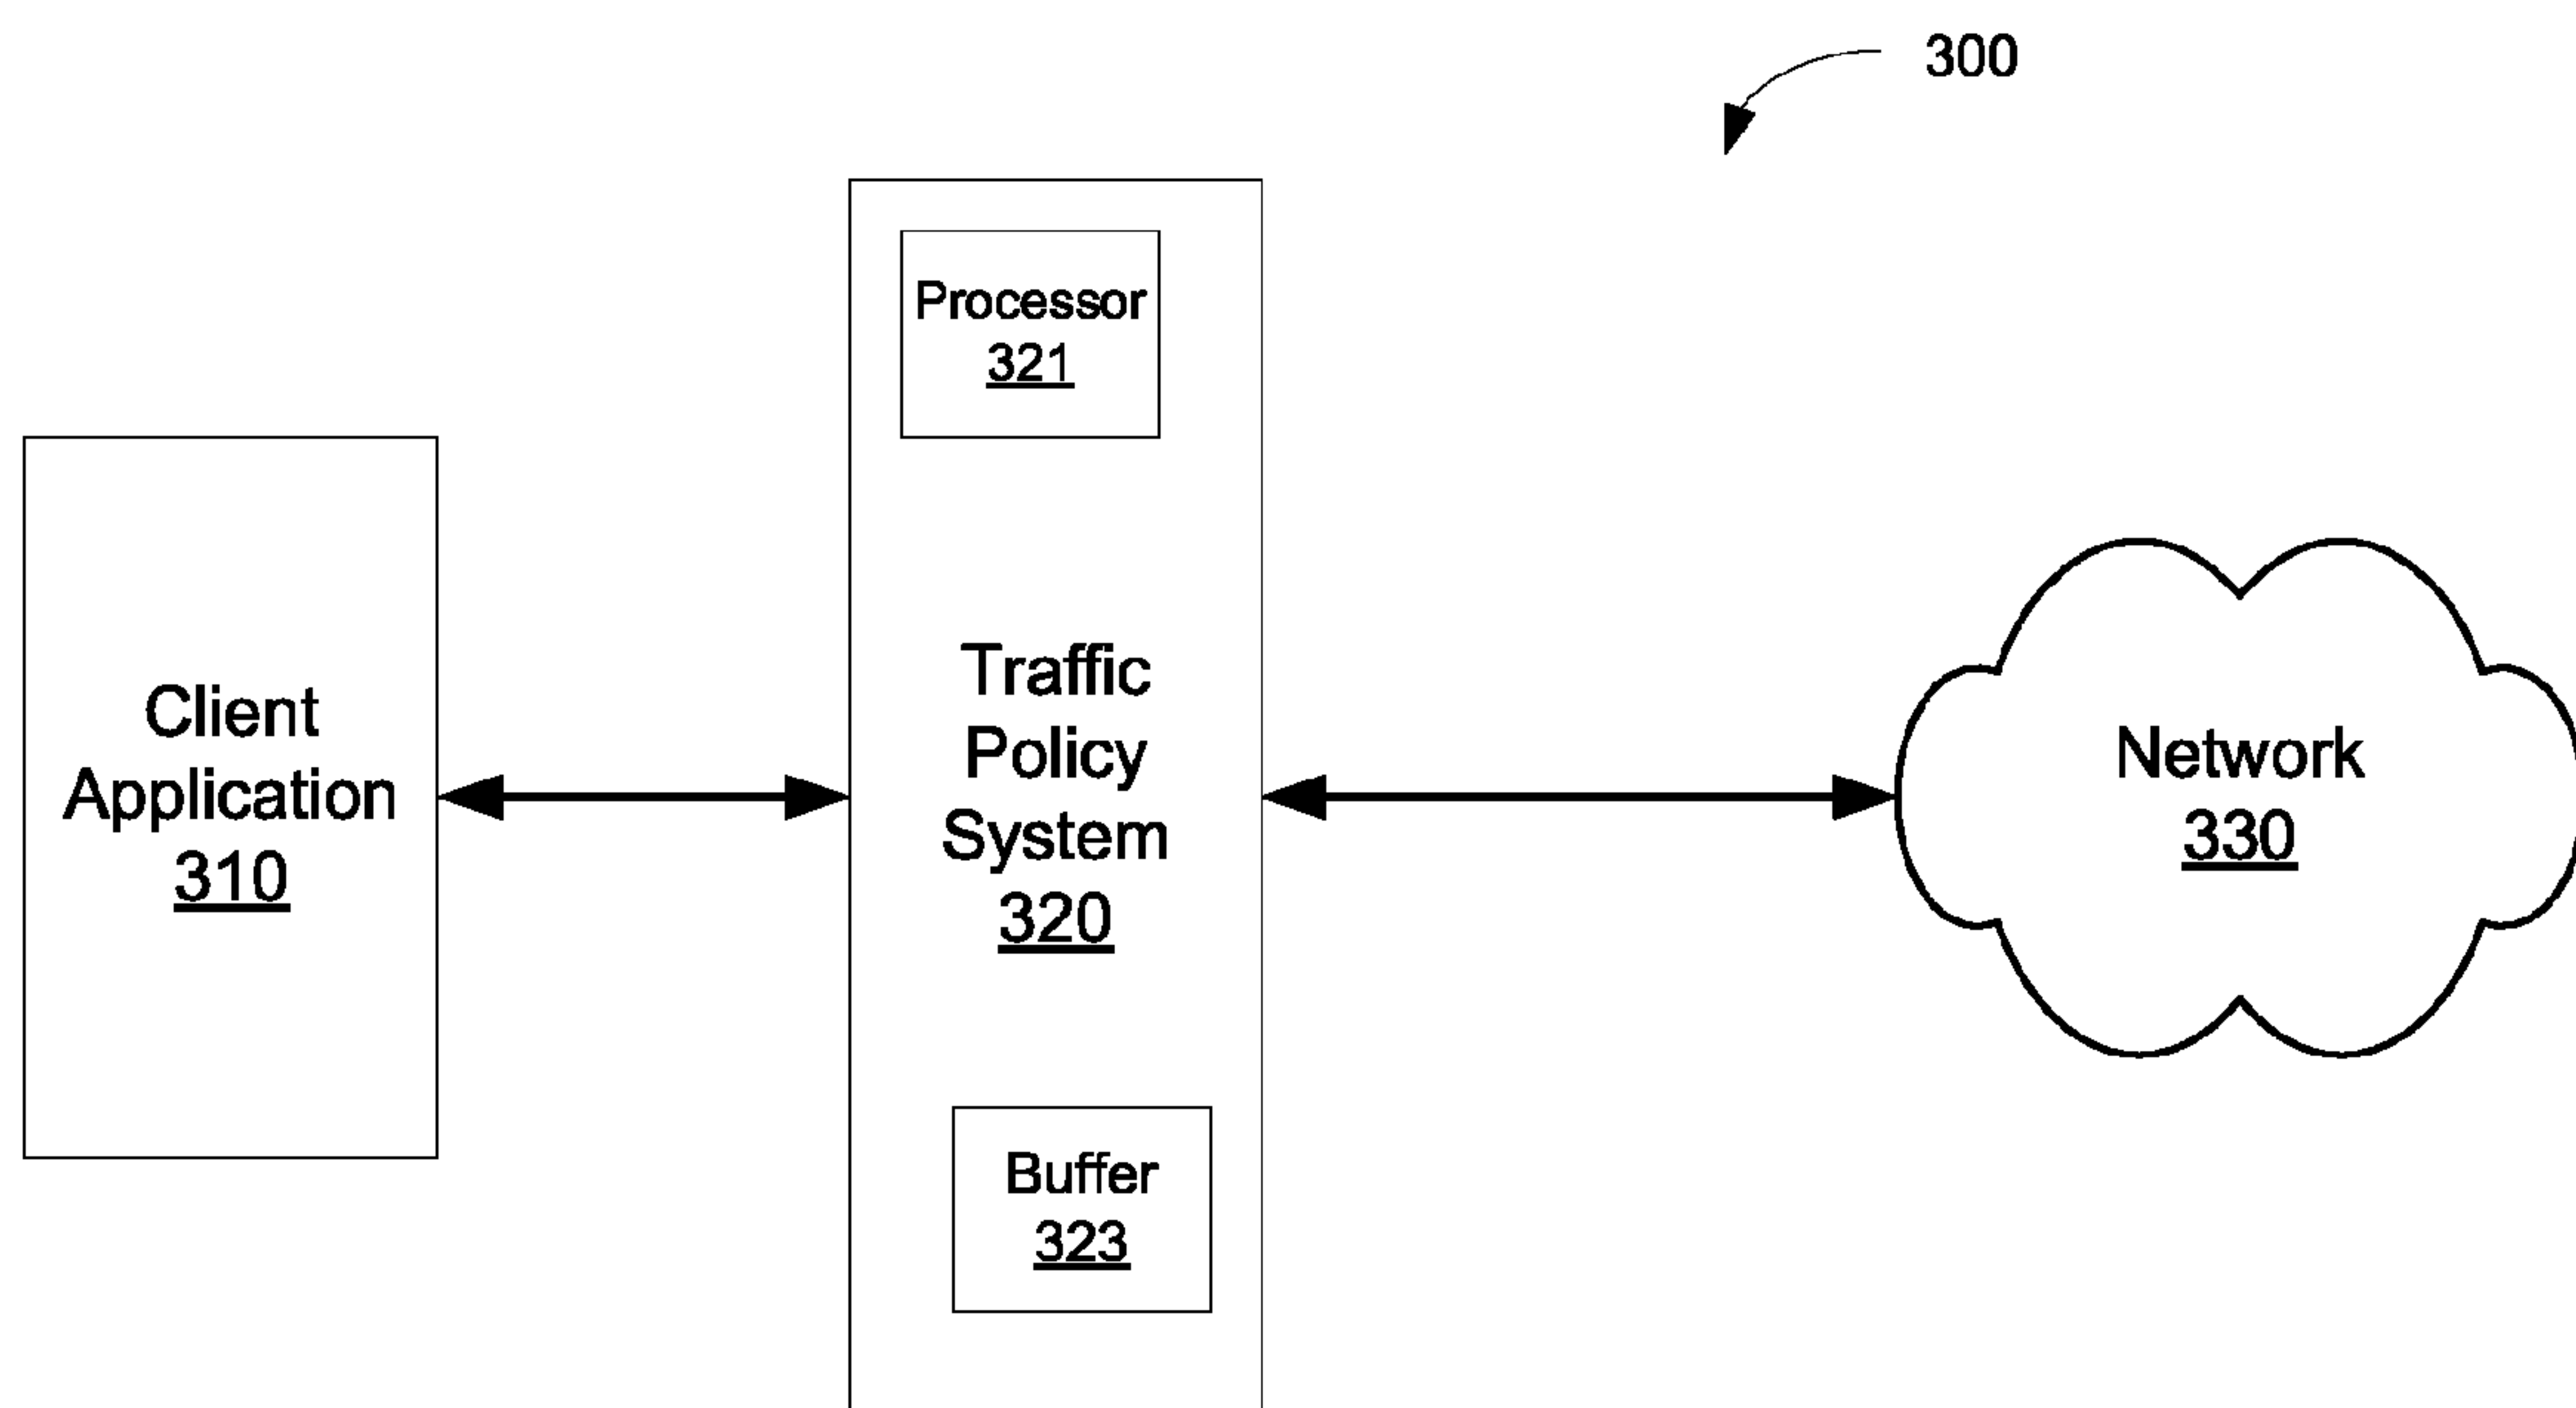 300
Processor
321
Client
Application
310
Traffic
Policy
System
320
Network
330
Buffer
323